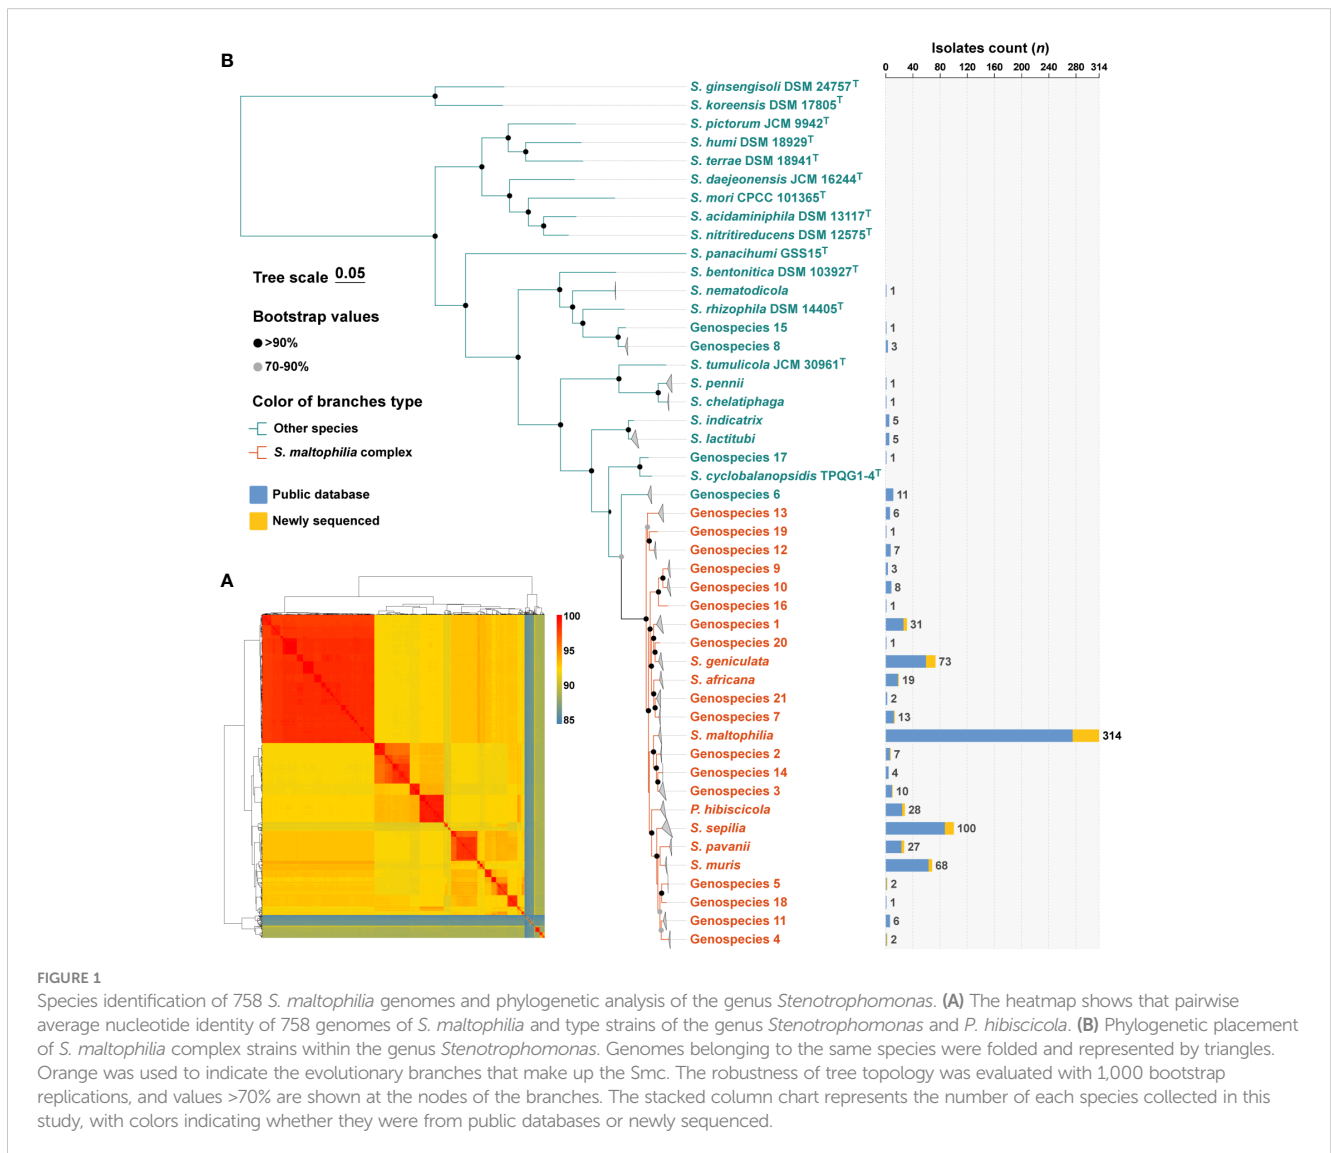 B
Isolates count (n)
0 40 80 120 160 200 240 280 314
S. ginsengisoli DSM 24757T
S. koreensis DSM 17805T
S. pictorum JCM 9942T
S. humi DSM 18929T
S. terrae DSM 18941T
S. daejeonensis JCM 16244T
S. mori CPCC 101365T
S. acidaminiphila DSM 13117T
S. nitritireducens DSM 12575T
S. panacihumi GSS15T
S. bentonitica DSM 103927T
S. nematodicola 1
S. rhizophila DSM 14405T
Genospecies 15 1
Genospecies 8 3
S. tumulicola JCM 30961T
S. pennii 1
S. chelatiphaga 1
S. indicatrix 5
S. lactitubi 5
Genospecies 17 1
S. cyclobalanopsidis TPQG1-4T
Genospecies 6 11
Genospecies 13 6
Genospecies 19 1
Genospecies 12 7
Genospecies 9 3
Genospecies 10 8
Genospecies 16 1
Genospecies 1 31
Genospecies 20 1
S. geniculata 73
S. africana 19
Genospecies 21 2
Genospecies 7 13
S. maltophilia 314
Genospecies 2 7
Genospecies 14 4
Genospecies 3 10
P. hibiscicola 28
S. sepilia 100
S. pavanii 27
S. muris 68
Genospecies 5 2
Genospecies 18 1
Genospecies 11 6
Genospecies 4 2
Tree scale 0.05
Bootstrap values
>90%
70-90%
Color of branches type
Other species
S. maltophilia complex
Public database
Newly sequenced
A
100
95
90
85
FIGURE 1
Species identification of 758 S. maltophilia genomes and phylogenetic analysis of the genus Stenotrophomonas. (A) The heatmap shows that pairwise
average nucleotide identity of 758 genomes of S. maltophilia and type strains of the genus Stenotrophomonas and P. hibiscicola. (B) Phylogenetic placement
of S. maltophilia complex strains within the genus Stenotrophomonas. Genomes belonging to the same species were folded and represented by triangles.
Orange was used to indicate the evolutionary branches that make up the Smc. The robustness of tree topology was evaluated with 1,000 bootstrap
replications, and values >70% are shown at the nodes of the branches. The stacked column chart represents the number of each species collected in this
study, with colors indicating whether they were from public databases or newly sequenced.